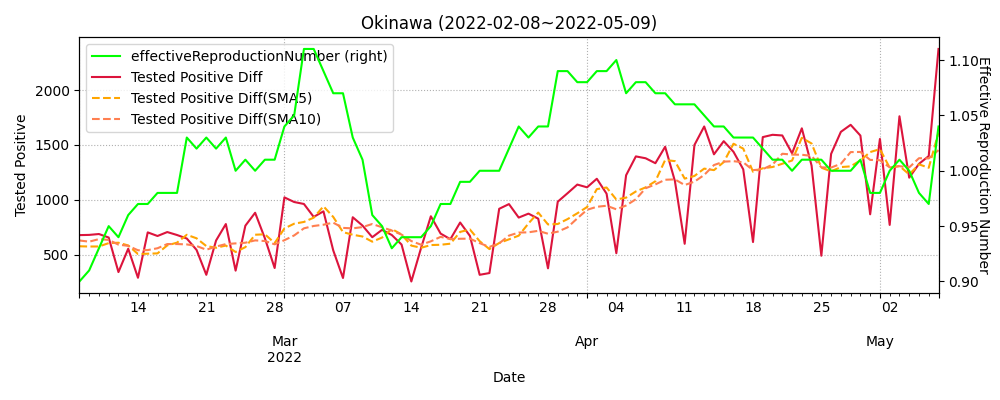 Okinawa (2022-02-08~2022-05-09)
effectiveReproductionNumber (right)
Tested Positive Diff
Tested Positive Diff(SMA5)
Tested Positive Diff(SMA10)
Tested Positive
2000
1500
1000
500
Effective Reproduction Number
1.10
1.05
1.00
0.95
0.90
14 21 28 07 14 21 28 04 11 18 25 02
Mar Apr May
2022
Date